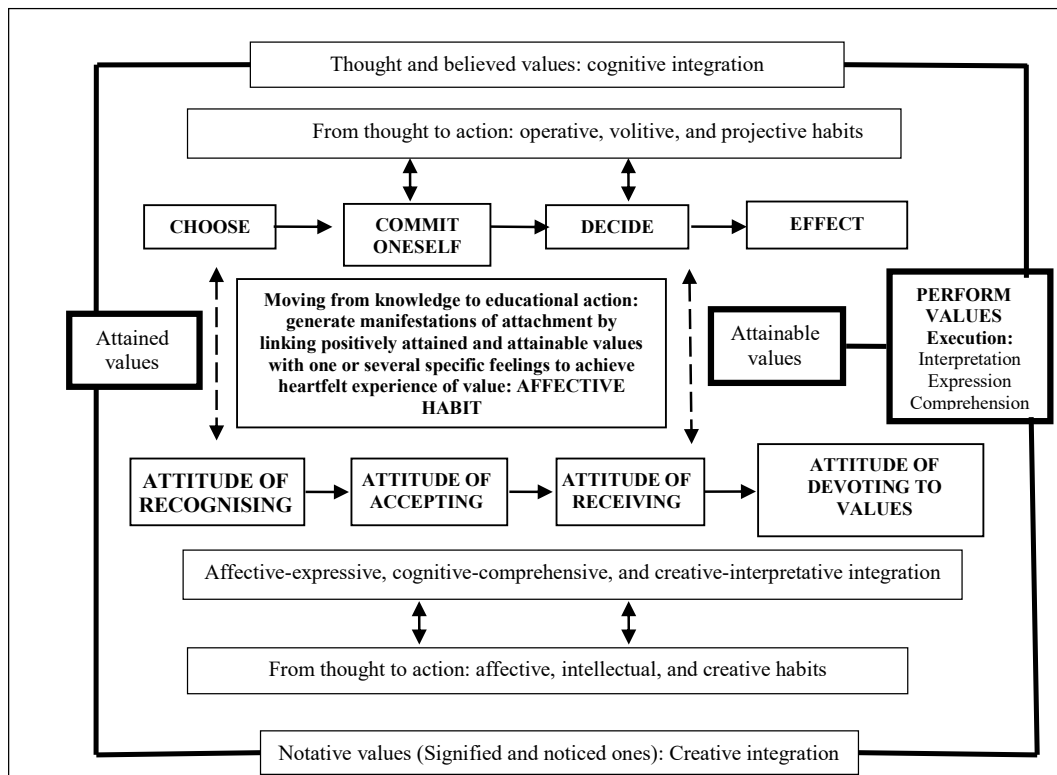 Thought and believed values: cognitive integration
From thought to action: operative, volitive, and projective habits
CHOOSE
COMMIT
ONESELF
DECIDE
EFFECT
Moving from knowledge to educational action:
generate manifestations of attachment by
linking positively attained and attainable values
with one or several specific feelings to achieve
heartfelt experience of value: AFFECTIVE
HABIT
Attained
values
Attainable
values
PERFORM
VALUES
Execution:
Interpretation
Expression
Comprehension
ATTITUDE OF
RECOGNISING
ATTITUDE OF
ACCEPTING
ATTITUDE OF
RECEIVING
ATTITUDE OF
DEVOTING TO
VALUES
Affective-expressive, cognitive-comprehensive, and creative-interpretative integration
From thought to action: affective, intellectual, and creative habits
Notative values (Signified and noticed ones): Creative integration